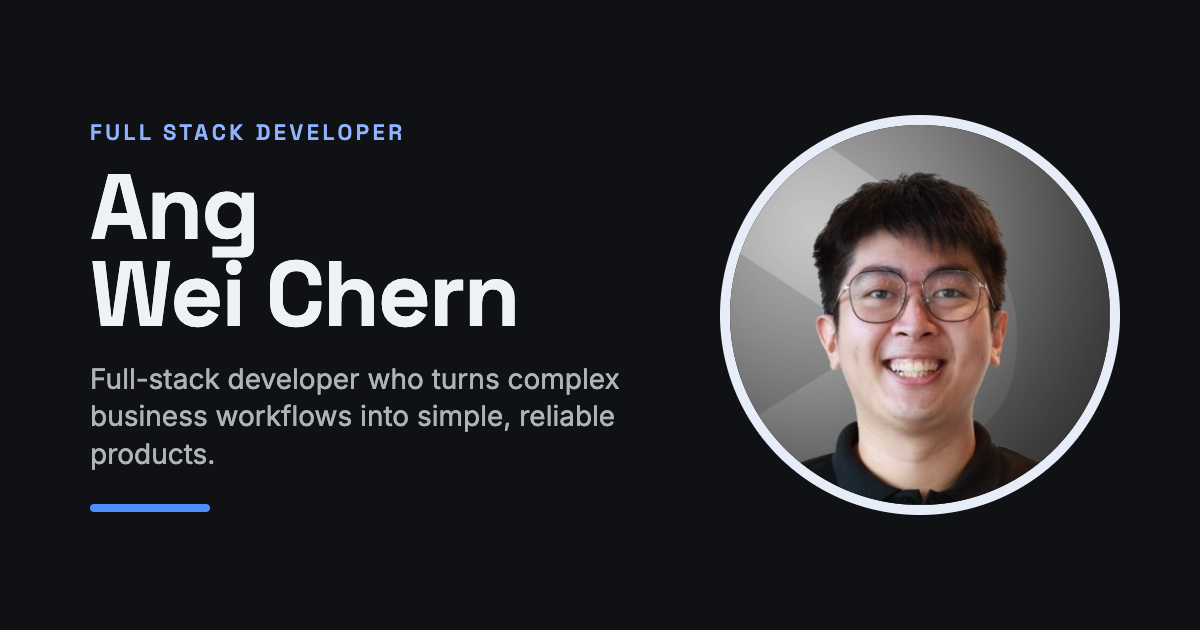 FULL STACK DEVELOPER
Ang
Wei Chern
Full-stack developer who turns complex
business workflows into simple, reliable
products.